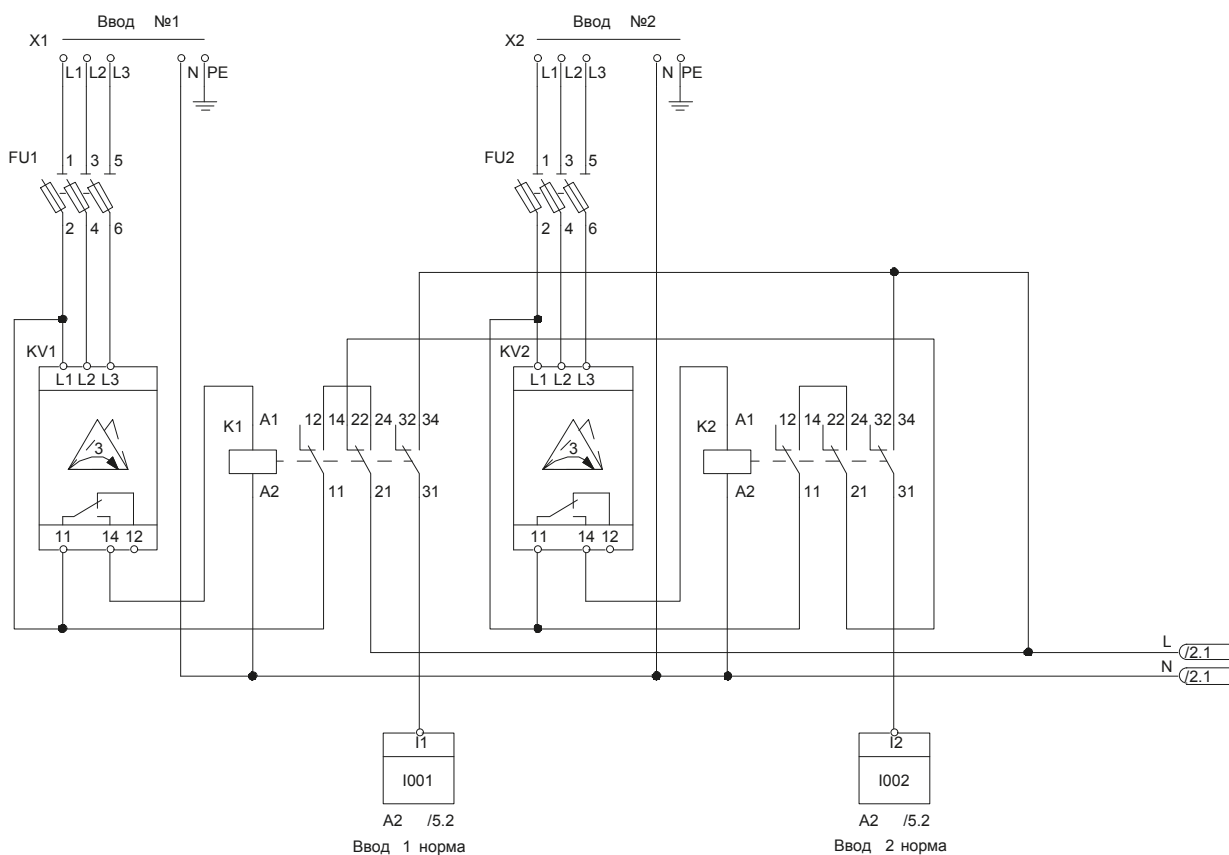 Ввод №1 Ввод №2
X1 X2
L1 L2 L3 N PE L1 L2 L3 N PE
FU1 1 3 5 FU2 1 3 5
2 4 6 2 4 6
KV1 KV2
L1 L2 L3 L1 L2 L3
K1 A1 12 14 22 24 32 34 K2 A1 12 14 22 24 32 34
3 3
A2 11 21 31 A2 11 21 31
11 14 12 11 14 12
L /2.1
N /2.1
I1 I2
I001 I002
A2 /5.2 A2 /5.2
Ввод 1 норма Ввод 2 норма